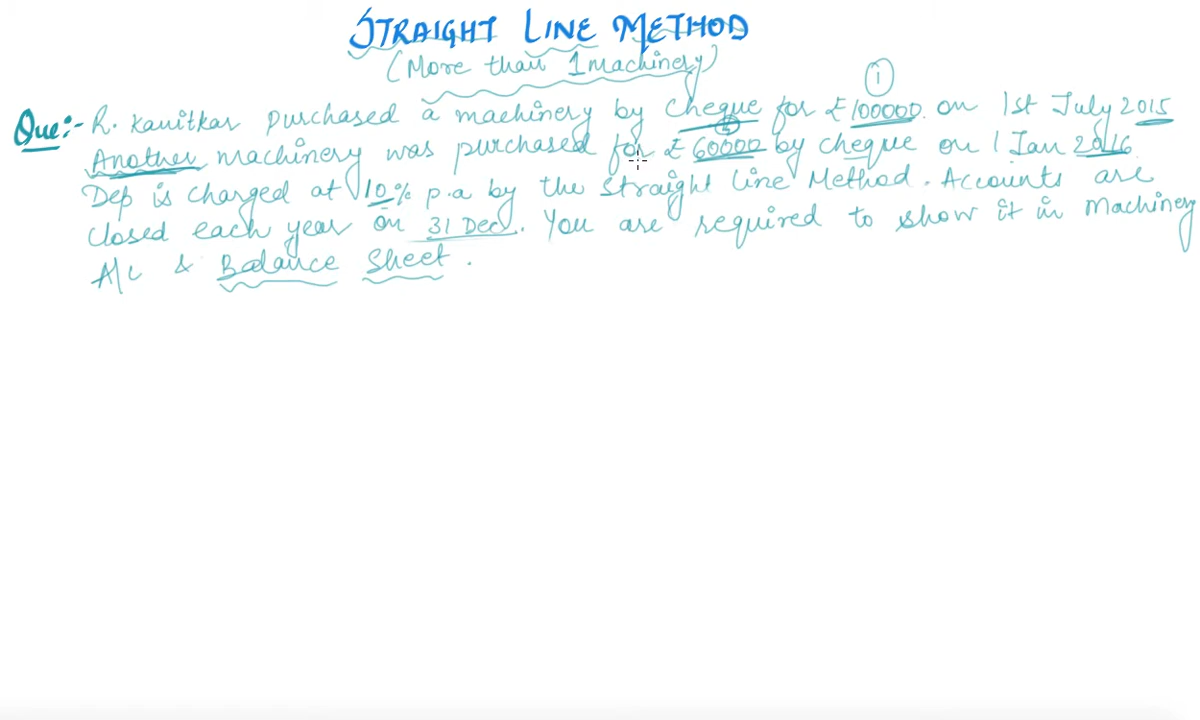 STRAIGHT LINE METHOD
(More than 1 machinery)
1
Que:- R. Kanitkar purchased a machinery by cheque for £100000 on 1st July 2015
Another machinery was purchased for £ 60000 by cheque on 1 Jan 2016
Dep is charged at 10% p.a by the straight line Method. Accounts are
closed each year on 31 Dec. You are required to show it in Machinery
A/c & Balance Sheet.